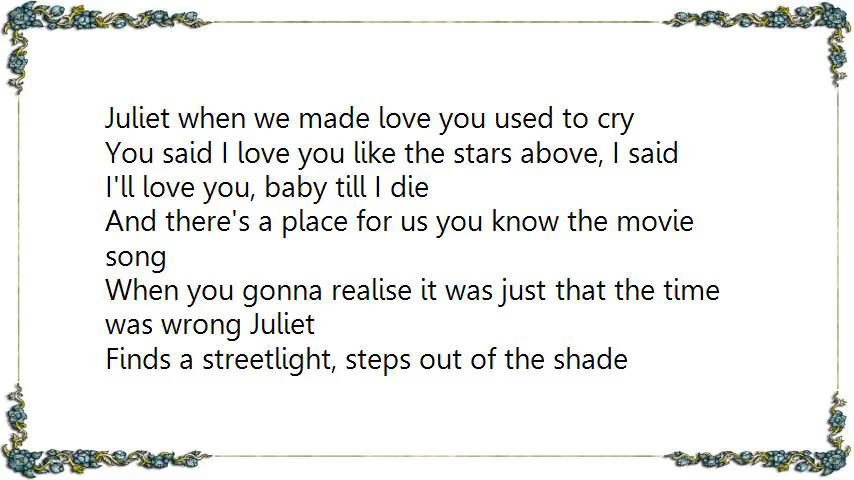 Juliet when we made love you used to cry
You said I love you like the stars above, I said
I'll love you, baby till I die
And there's a place for us you know the movie
song
When you gonna realise it was just that the time
was wrong Juliet
Finds a streetlight, steps out of the shade